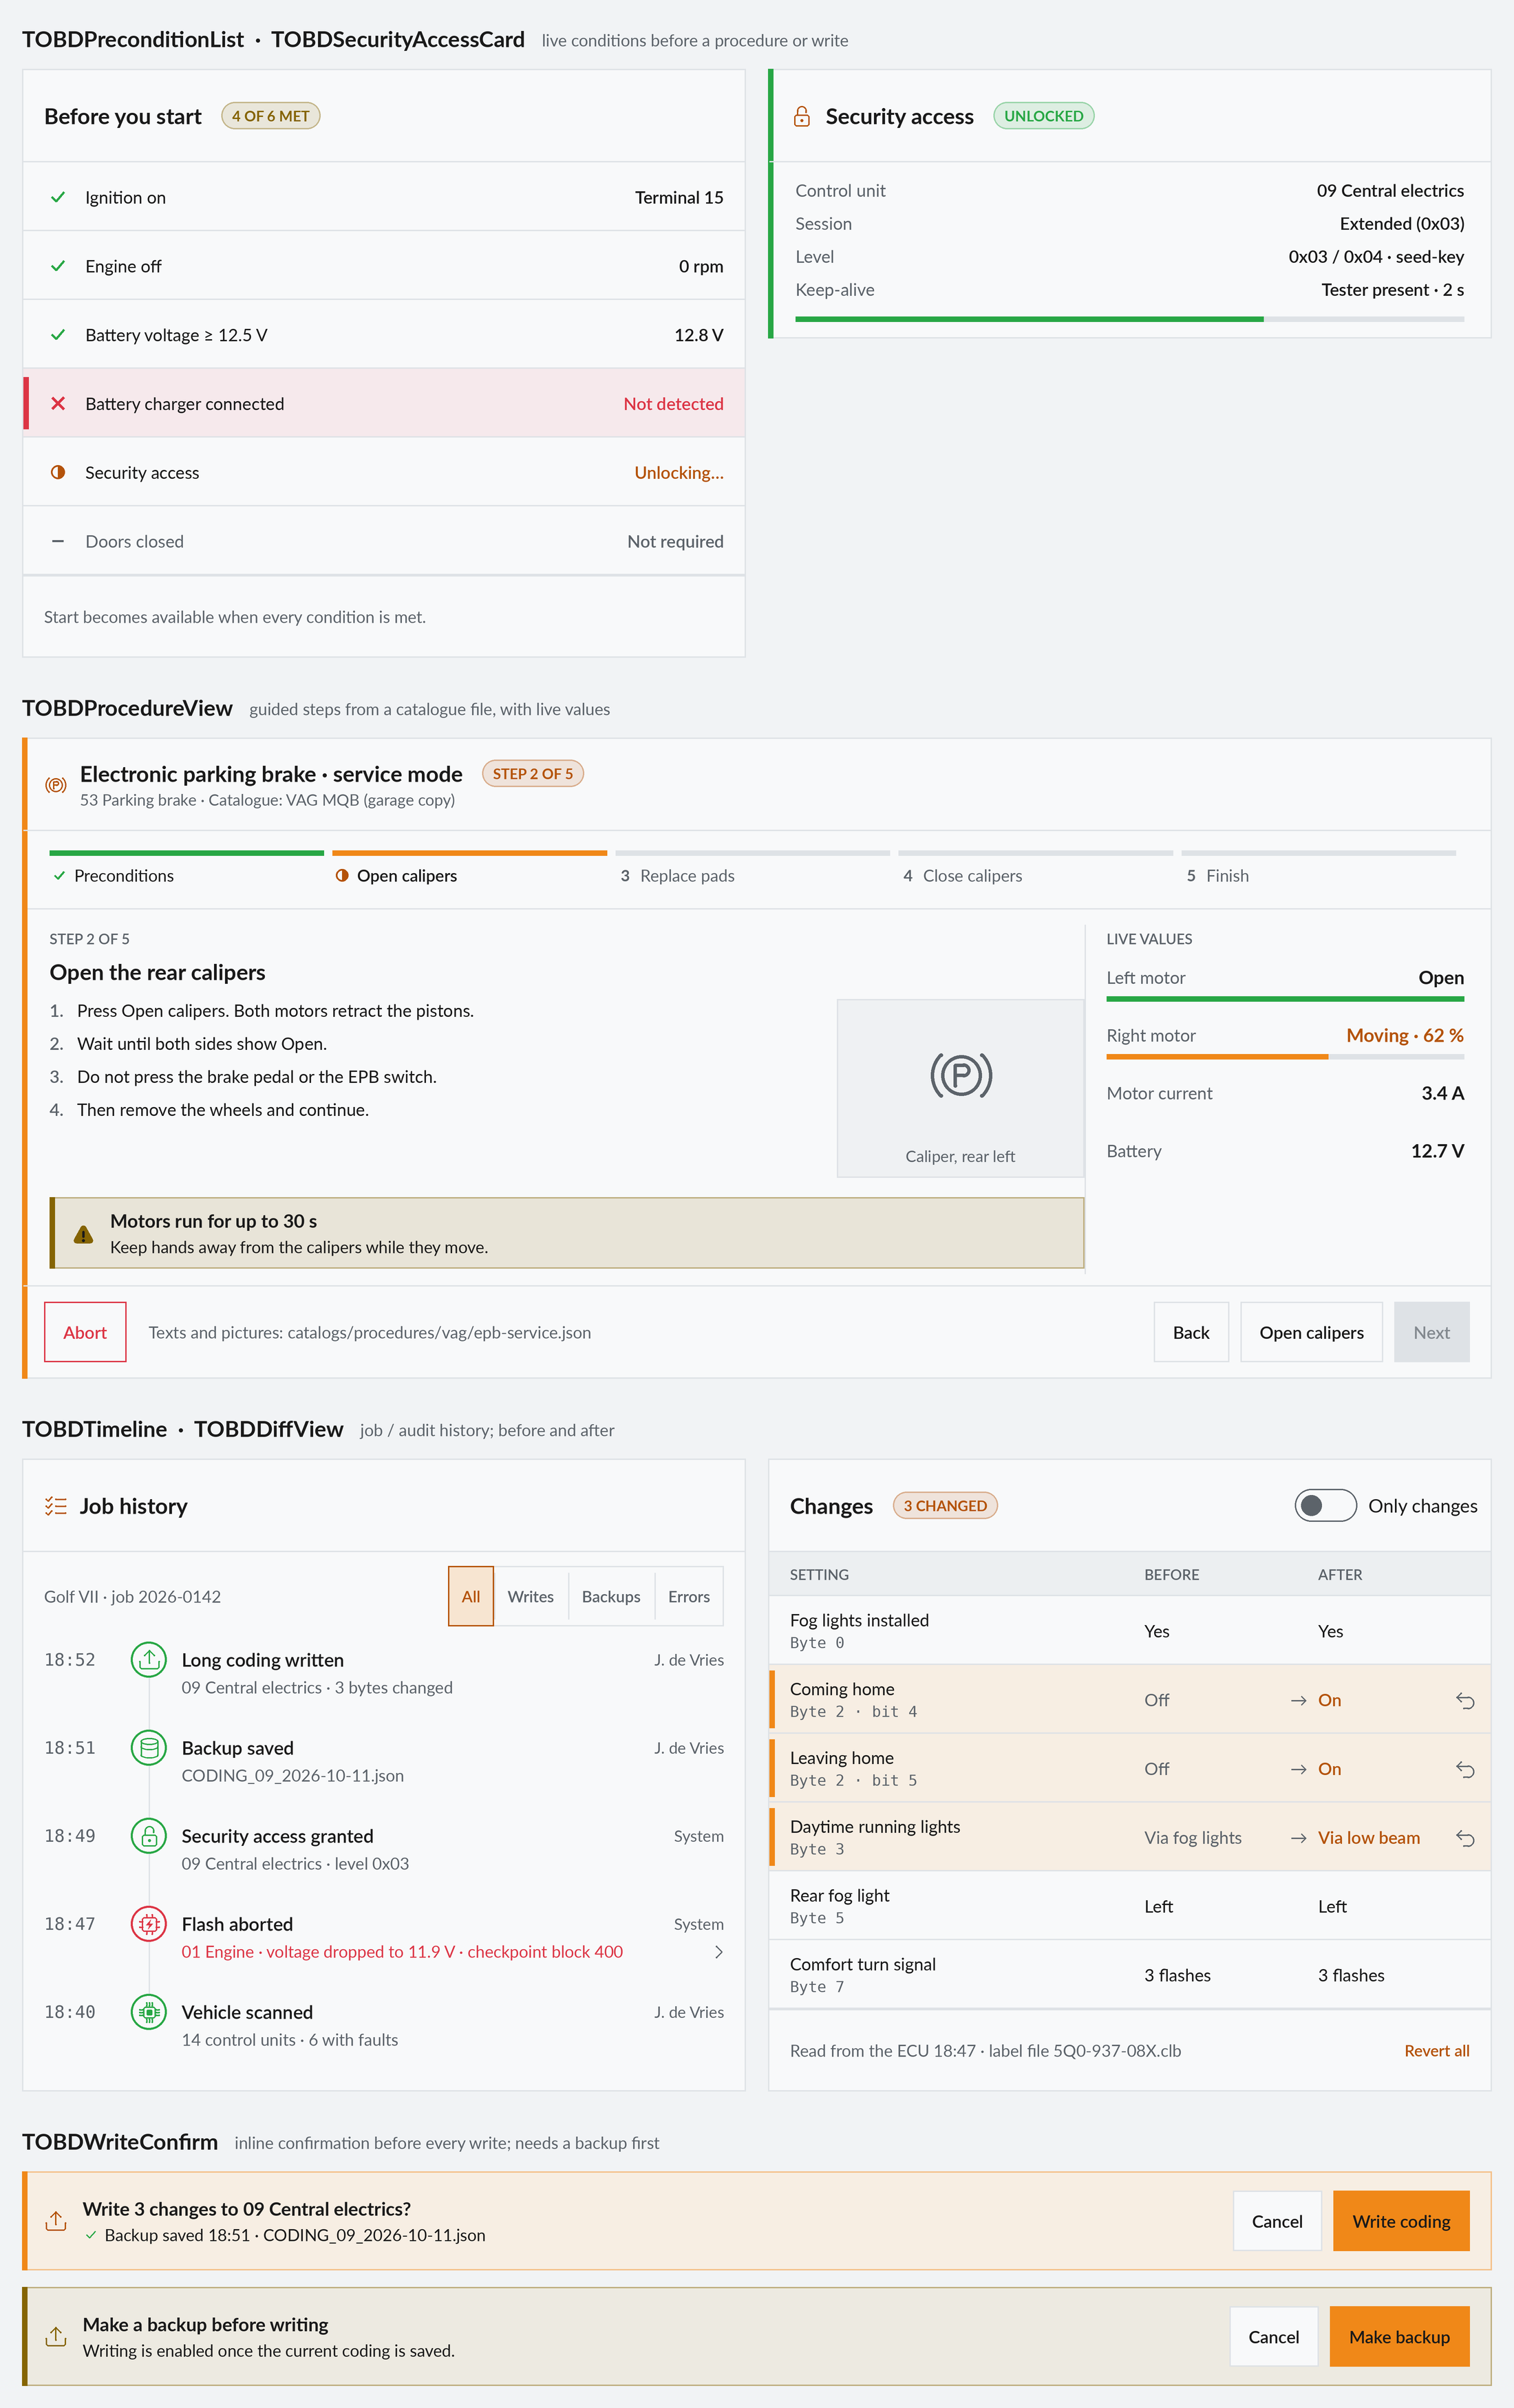 TOBDPreconditionList · TOBDSecurityAccessCard live conditions before a procedure or write
Before you start 4 OF 6 MET
Ignition on Terminal 15
Engine off 0 rpm
Battery voltage ≥ 12.5 V 12.8 V
Battery charger connected Not detected
Security access Unlocking…
Doors closed Not required
Start becomes available when every condition is met.
Security access UNLOCKED
Control unit 09 Central electrics
Session Extended (0x03)
Level 0x03 / 0x04 · seed-key
Keep-alive Tester present · 2 s
TOBDProcedureView guided steps from a catalogue file, with live values
Electronic parking brake · service mode STEP 2 OF 5
53 Parking brake · Catalogue: VAG MQB (garage copy)
Preconditions Open calipers 3 Replace pads 4 Close calipers 5 Finish
STEP 2 OF 5
Open the rear calipers
1. Press Open calipers. Both motors retract the pistons.
2. Wait until both sides show Open.
3. Do not press the brake pedal or the EPB switch.
4. Then remove the wheels and continue.
P
Caliper, rear left
Motors run for up to 30 s
Keep hands away from the calipers while they move.
LIVE VALUES
Left motor Open
Right motor Moving · 62 %
Motor current 3.4 A
Battery 12.7 V
Abort Texts and pictures: catalogs/procedures/vag/epb-service.json Back Open calipers Next
TOBDTimeline · TOBDDiffView job / audit history; before and after
Job history
Golf VII · job 2026-0142 All Writes Backups Errors
18:52 Long coding written J. de Vries
09 Central electrics · 3 bytes changed
18:51 Backup saved J. de Vries
CODING_09_2026-10-11.json
18:49 Security access granted System
09 Central electrics · level 0x03
18:47 Flash aborted System
01 Engine · voltage dropped to 11.9 V · checkpoint block 400
18:40 Vehicle scanned J. de Vries
14 control units · 6 with faults
Changes 3 CHANGED Only changes
SETTING BEFORE AFTER
Fog lights installed Yes Yes
Byte 0
Coming home Off → On
Byte 2 · bit 4
Leaving home Off → On
Byte 2 · bit 5
Daytime running lights Via fog lights → Via low beam
Byte 3
Rear fog light Left Left
Byte 5
Comfort turn signal 3 flashes 3 flashes
Byte 7
Read from the ECU 18:47 · label file 5Q0-937-08X.clb Revert all
TOBDWriteConfirm inline confirmation before every write; needs a backup first
Write 3 changes to 09 Central electrics?
Backup saved 18:51 · CODING_09_2026-10-11.json
Cancel Write coding
Make a backup before writing
Writing is enabled once the current coding is saved.
Cancel Make backup